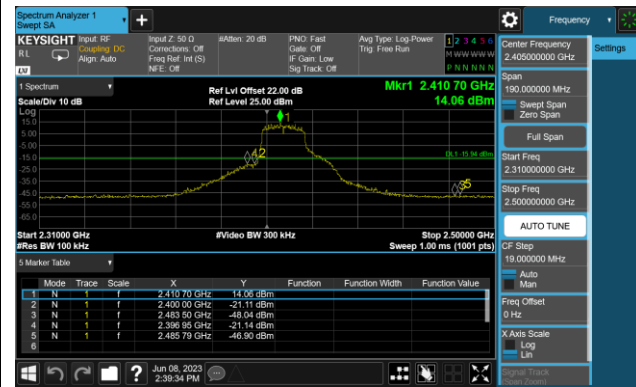 Spectrum Analyzer 1
Swept SA
Frequency
KEYSIGHT
RL
LXI
Input: RF
Coupling: DC
Align: Auto
Input Z: 50 Ω
Corrections: Off
Freq Ref: Int (S)
NFE: Off
#Atten: 20 dB
PNO: Fast
Gate: Off
IF Gain: Low
Sig Track: Off
Avg Type: Log-Power
Trig: Free Run
1 2 3 4 5 6
M W W W W W
P N N N N N
1 Spectrum
Scale/Div 10 dB
Ref Lvl Offset 22.00 dB
Ref Level 25.00 dBm
Mkr1 2.410 70 GHz
14.06 dBm
Log
15.0
5.00
-5.00
-15.0
-25.0
-35.0
-45.0
-55.0
-65.0
1
42
DL1 -15.94 dBm
35
Start 2.31000 GHz
#Res BW 100 kHz
#Video BW 300 kHz
Stop 2.50000 GHz
Sweep 1.00 ms (1001 pts)
5 Marker Table
Mode Trace Scale X Y Function Function Width Function Value
1 N 1 f 2.410 70 GHz 14.06 dBm
2 N 1 f 2.400 00 GHz -21.11 dBm
3 N 1 f 2.483 50 GHz -48.04 dBm
4 N 1 f 2.396 95 GHz -21.14 dBm
5 N 1 f 2.485 79 GHz -46.90 dBm
6
Jun 08, 2023
2:39:34 PM
Center Frequency
2.405000000 GHz
Settings
Span
190.000000 MHz
Swept Span
Zero Span
Full Span
Start Freq
2.310000000 GHz
Stop Freq
2.500000000 GHz
AUTO TUNE
CF Step
19.000000 MHz
Auto
Man
Freq Offset
0 Hz
X Axis Scale
Log
Lin
Signal Track
(Span Zoom)